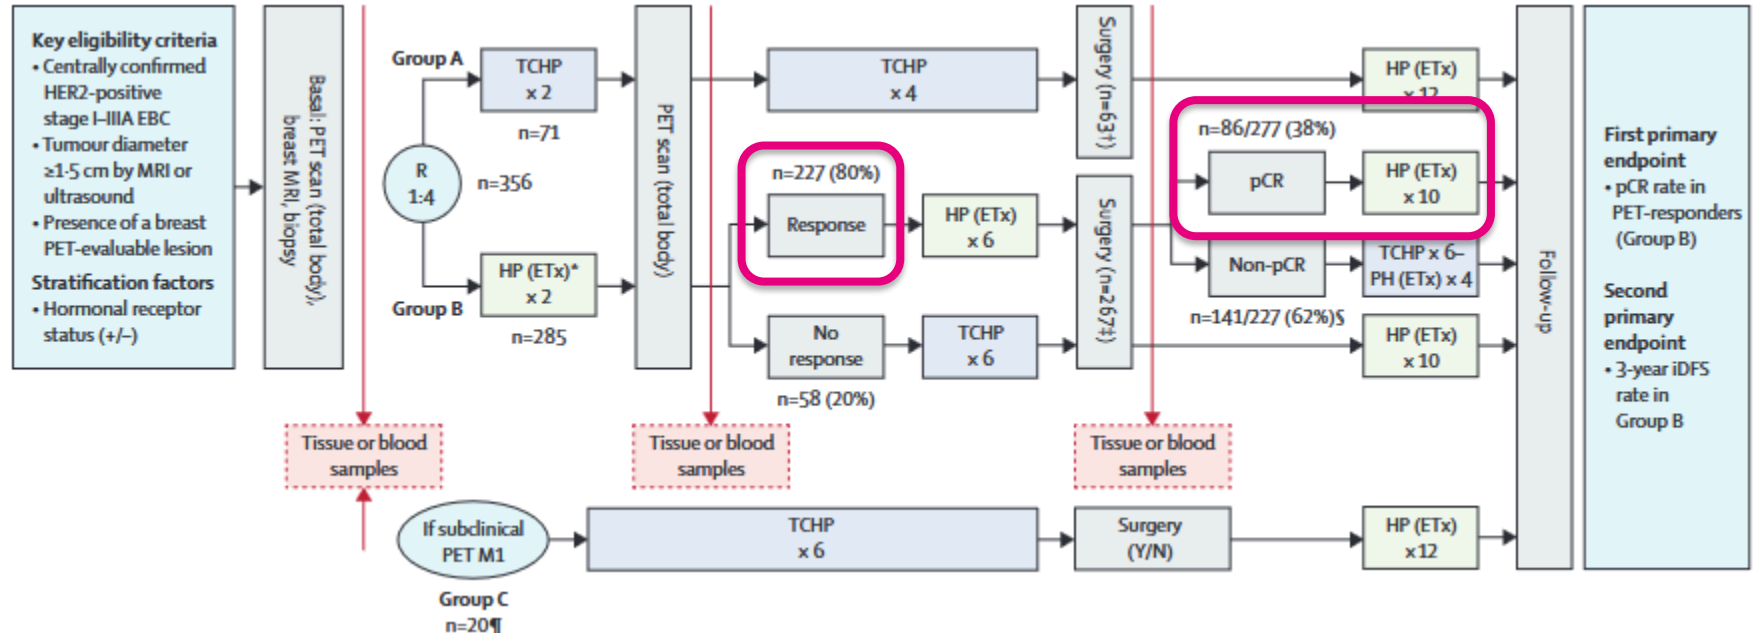 Key eligibility criteria
• Centrally confirmed
HER2-positive
stage I–IIIA EBC
• Tumour diameter
≥1·5 cm by MRI or
ultrasound
• Presence of a breast
PET-evaluable lesion
Stratification factors
• Hormonal receptor
status (+/–)
Basal: PET scan (total body),
breast MRI, biopsy
Group A
R
1:4
n=356
Group B
TCHP
x 2
n=71
HP (ETx)*
x 2
n=285
PET scan (total body)
TCHP
x 4
n=227 (80%)
Response
HP (ETx)
x 6
No
response
TCHP
x 6
n=58 (20%)
Surgery (n=63†)
Surgery (n=267‡)
HP (ETx)
x 12
n=86/277 (38%)
pCR
HP (ETx)
x 10
Non-pCR
TCHP x 6–
PH (ETx) x 4
n=141/227 (62%)§
HP (ETx)
x 10
Follow-up
First primary
endpoint
• pCR rate in
PET-responders
(Group B)
Second
primary
endpoint
• 3-year iDFS
rate in
Group B
Tissue or blood
samples
Tissue or blood
samples
Tissue or blood
samples
If subclinical
PET M1
Group C
n=20¶
TCHP
x 6
Surgery
(Y/N)
HP (ETx)
x12